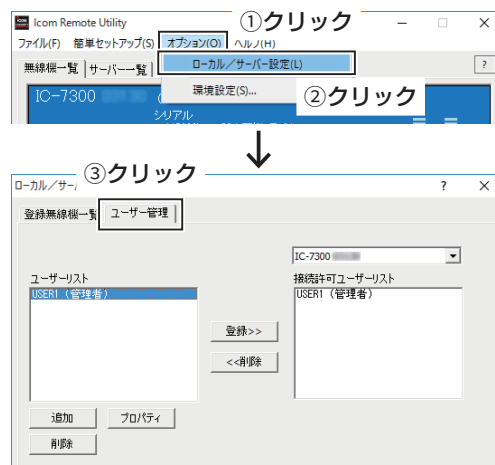 Icom Remote Utility
①クリック
ファイル(F) 簡単セットアップ(S) オプション(O) ヘルプ(H)
無線機一覧 サーバー一覧
ローカル／サーバー設定(L)
?
環境設定(S)...
②クリック
IC-7300
シリアル
③クリック
ローカル／サー
?
登録無線機一
ユーザー管理
IC-7300
ユーザーリスト
接続許可ユーザーリスト
USER1 (管理者)
USER1 (管理者)
登録>>
<<削除
追加
プロパティ
削除